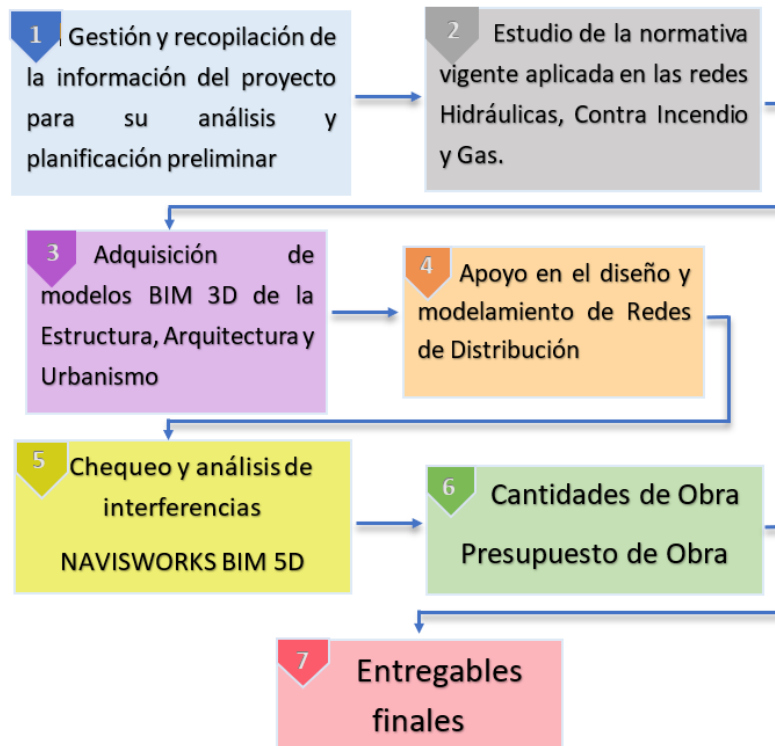 1 Gestión y recopilación de
la información del proyecto
para su análisis y
planificación preliminar
2 Estudio de la normativa
vigente aplicada en las redes
Hidráulicas, Contra Incendio
y Gas.
3 Adquisición de
modelos BIM 3D de la
Estructura, Arquitectura y
Urbanismo
4 Apoyo en el diseño y
modelamiento de Redes
de Distribución
5 Chequeo y análisis de
interferencias
NAVISWORKS BIM 5D
6 Cantidades de Obra
Presupuesto de Obra
7 Entregables
finales